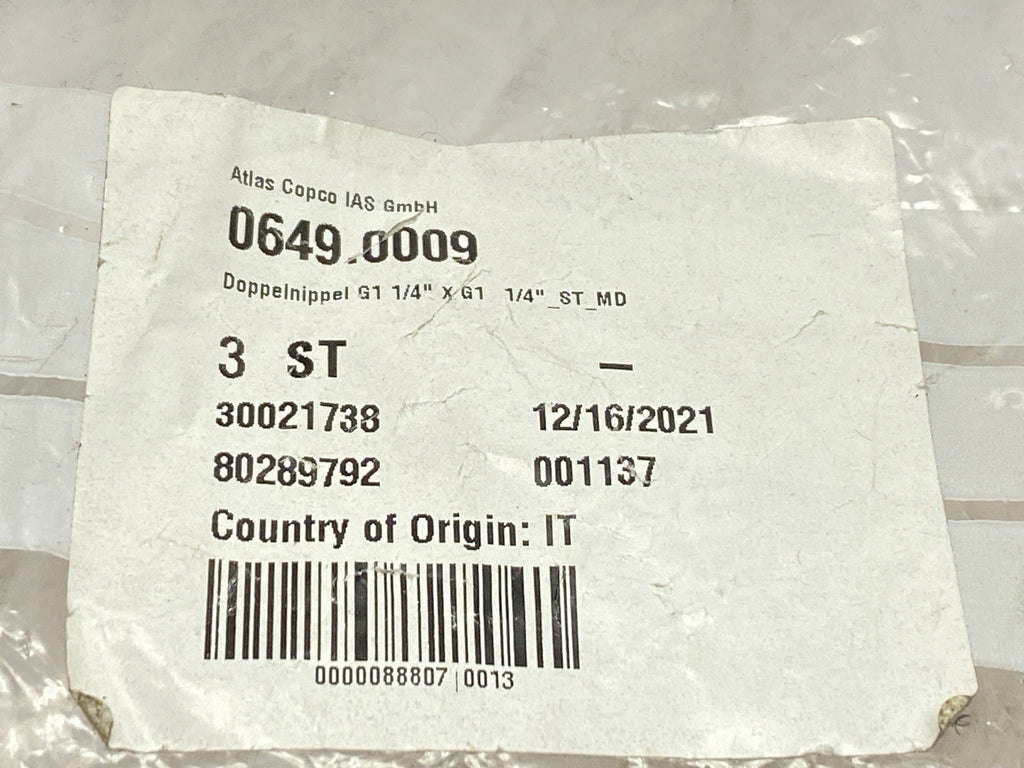 Atlas Copco IAS GmbH
0649.0009
Doppelnippel G1 1/4" X G1 1/4"_ST_MD
3 ST –
30021738 12/16/2021
80289792 001137
Country of Origin: IT
0000088807|0013